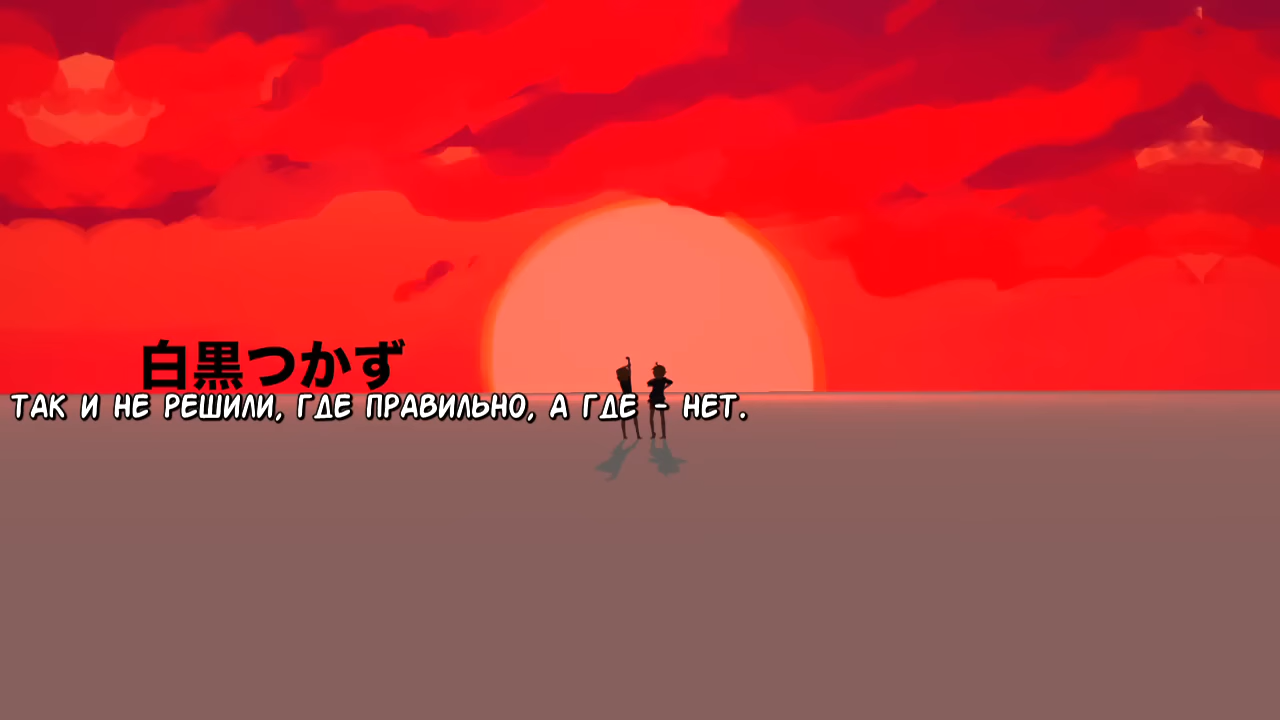 白黒つかず
ТАК И НЕ РЕШИЛИ, ГДЕ ПРАВИЛЬНО, А ГДЕ - НЕТ.